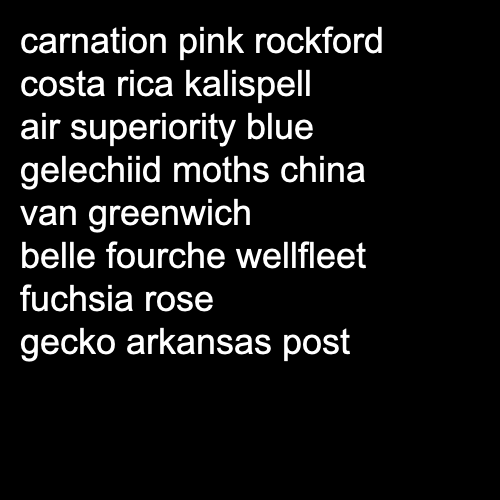 carnation pink rockford
costa rica kalispell
air superiority blue
gelechiid moths china
van greenwich
belle fourche wellfleet
fuchsia rose
gecko arkansas post